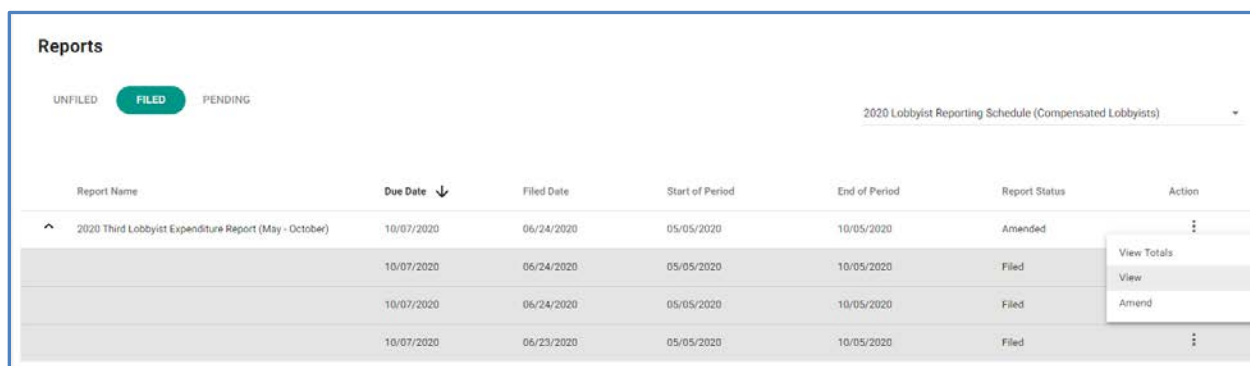 Reports
UNFILED FILED PENDING
2020 Lobbyist Reporting Schedule (Compensated Lobbyists)
Report Name Due Date Filed Date Start of Period End of Period Report Status Action
2020 Third Lobbyist Expenditure Report (May - October) 10/07/2020 06/24/2020 05/05/2020 10/05/2020 Amended
View Totals
10/07/2020 06/24/2020 05/05/2020 10/05/2020 Filed
View
10/07/2020 06/24/2020 05/05/2020 10/05/2020 Filed
Amend
10/07/2020 06/23/2020 05/05/2020 10/05/2020 Filed